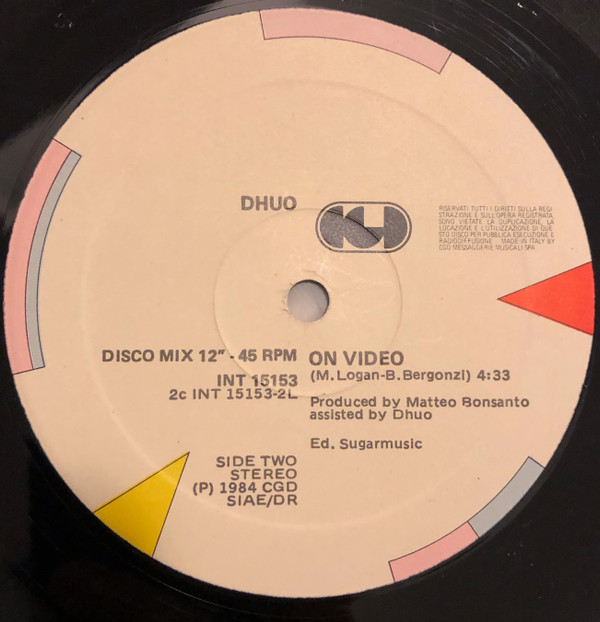 DHUO
RISERVATI TUTTI I DIRITTI SULLA REGI
STRAZIONE E SULL'OPERA REGISTRATA.
SONO VIETATE LA DUPLICAZIONE, LA
LOCAZIONE E L'UTILIZZAZIONE DI QUE
STO DISCO PER PUBBLICA ESECUZIONE E
RADIODIFFUSIONE. MADE IN ITALY BY
CGD MESSAGGERIE MUSICALI SPA
DISCO MIX 12" - 45 RPM
INT 15153
2c INT 15153-2L
ON VIDEO
(M.Logan-B.Bergonzi) 4:33
Produced by Matteo Bonsanto
assisted by Dhuo
Ed. Sugarmusic
SIDE TWO
STEREO
(P) 1984 CGD
SIAE/DR